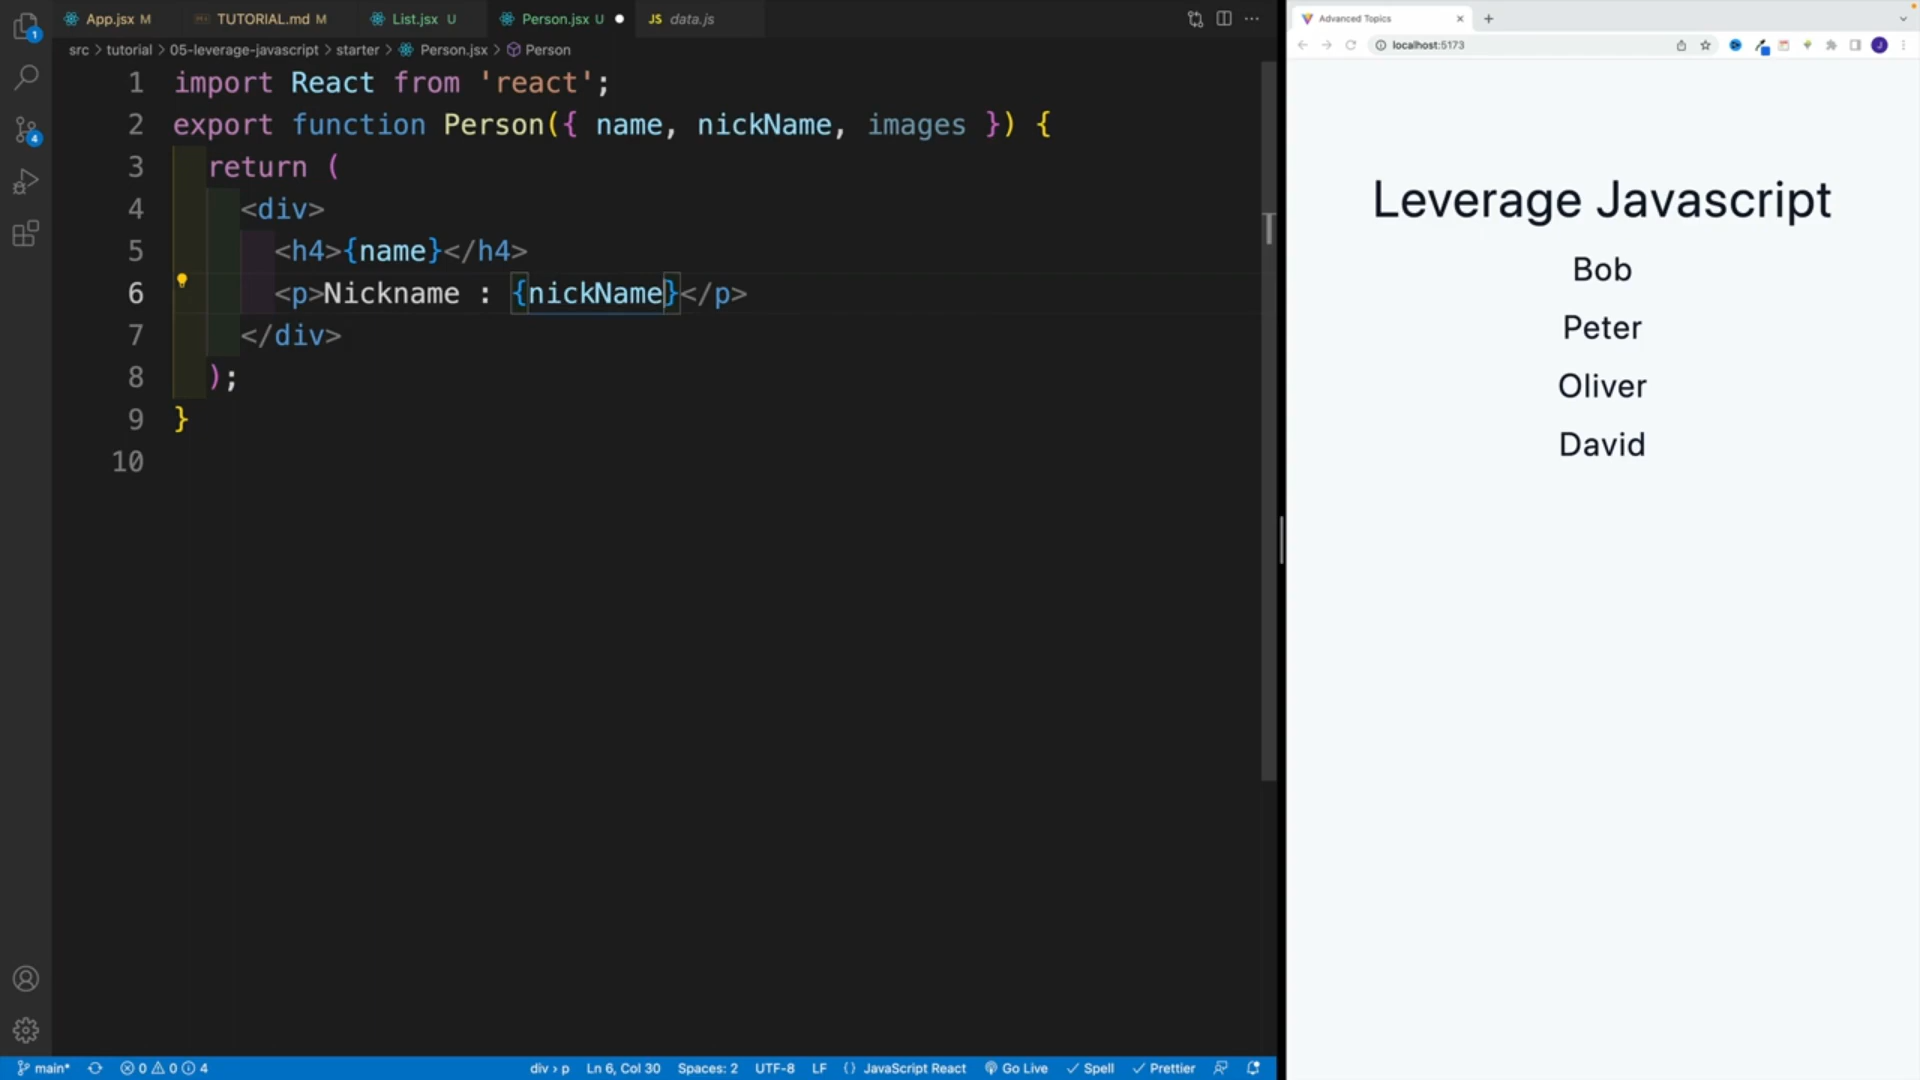 App.jsx M
TUTORIAL.md M
List.jsx U
Person.jsx U
JS data.js
Advanced Topics
localhost:5173
J
src > tutorial > 05-leverage-javascript > starter > Person.jsx > Person
1 import React from 'react';
2 export function Person({ name, nickName, images }) {
3 return (
4 <div>
5 <h4>{name}</h4>
6 <p>Nickname : {nickName}</p>
7 </div>
8 );
9 }
10
1
4
Leverage Javascript
Bob
Peter
Oliver
David
main* 0 0 4 div > p Ln 6, Col 30 Spaces: 2 UTF-8 LF {} JavaScript React Go Live Spell Prettier